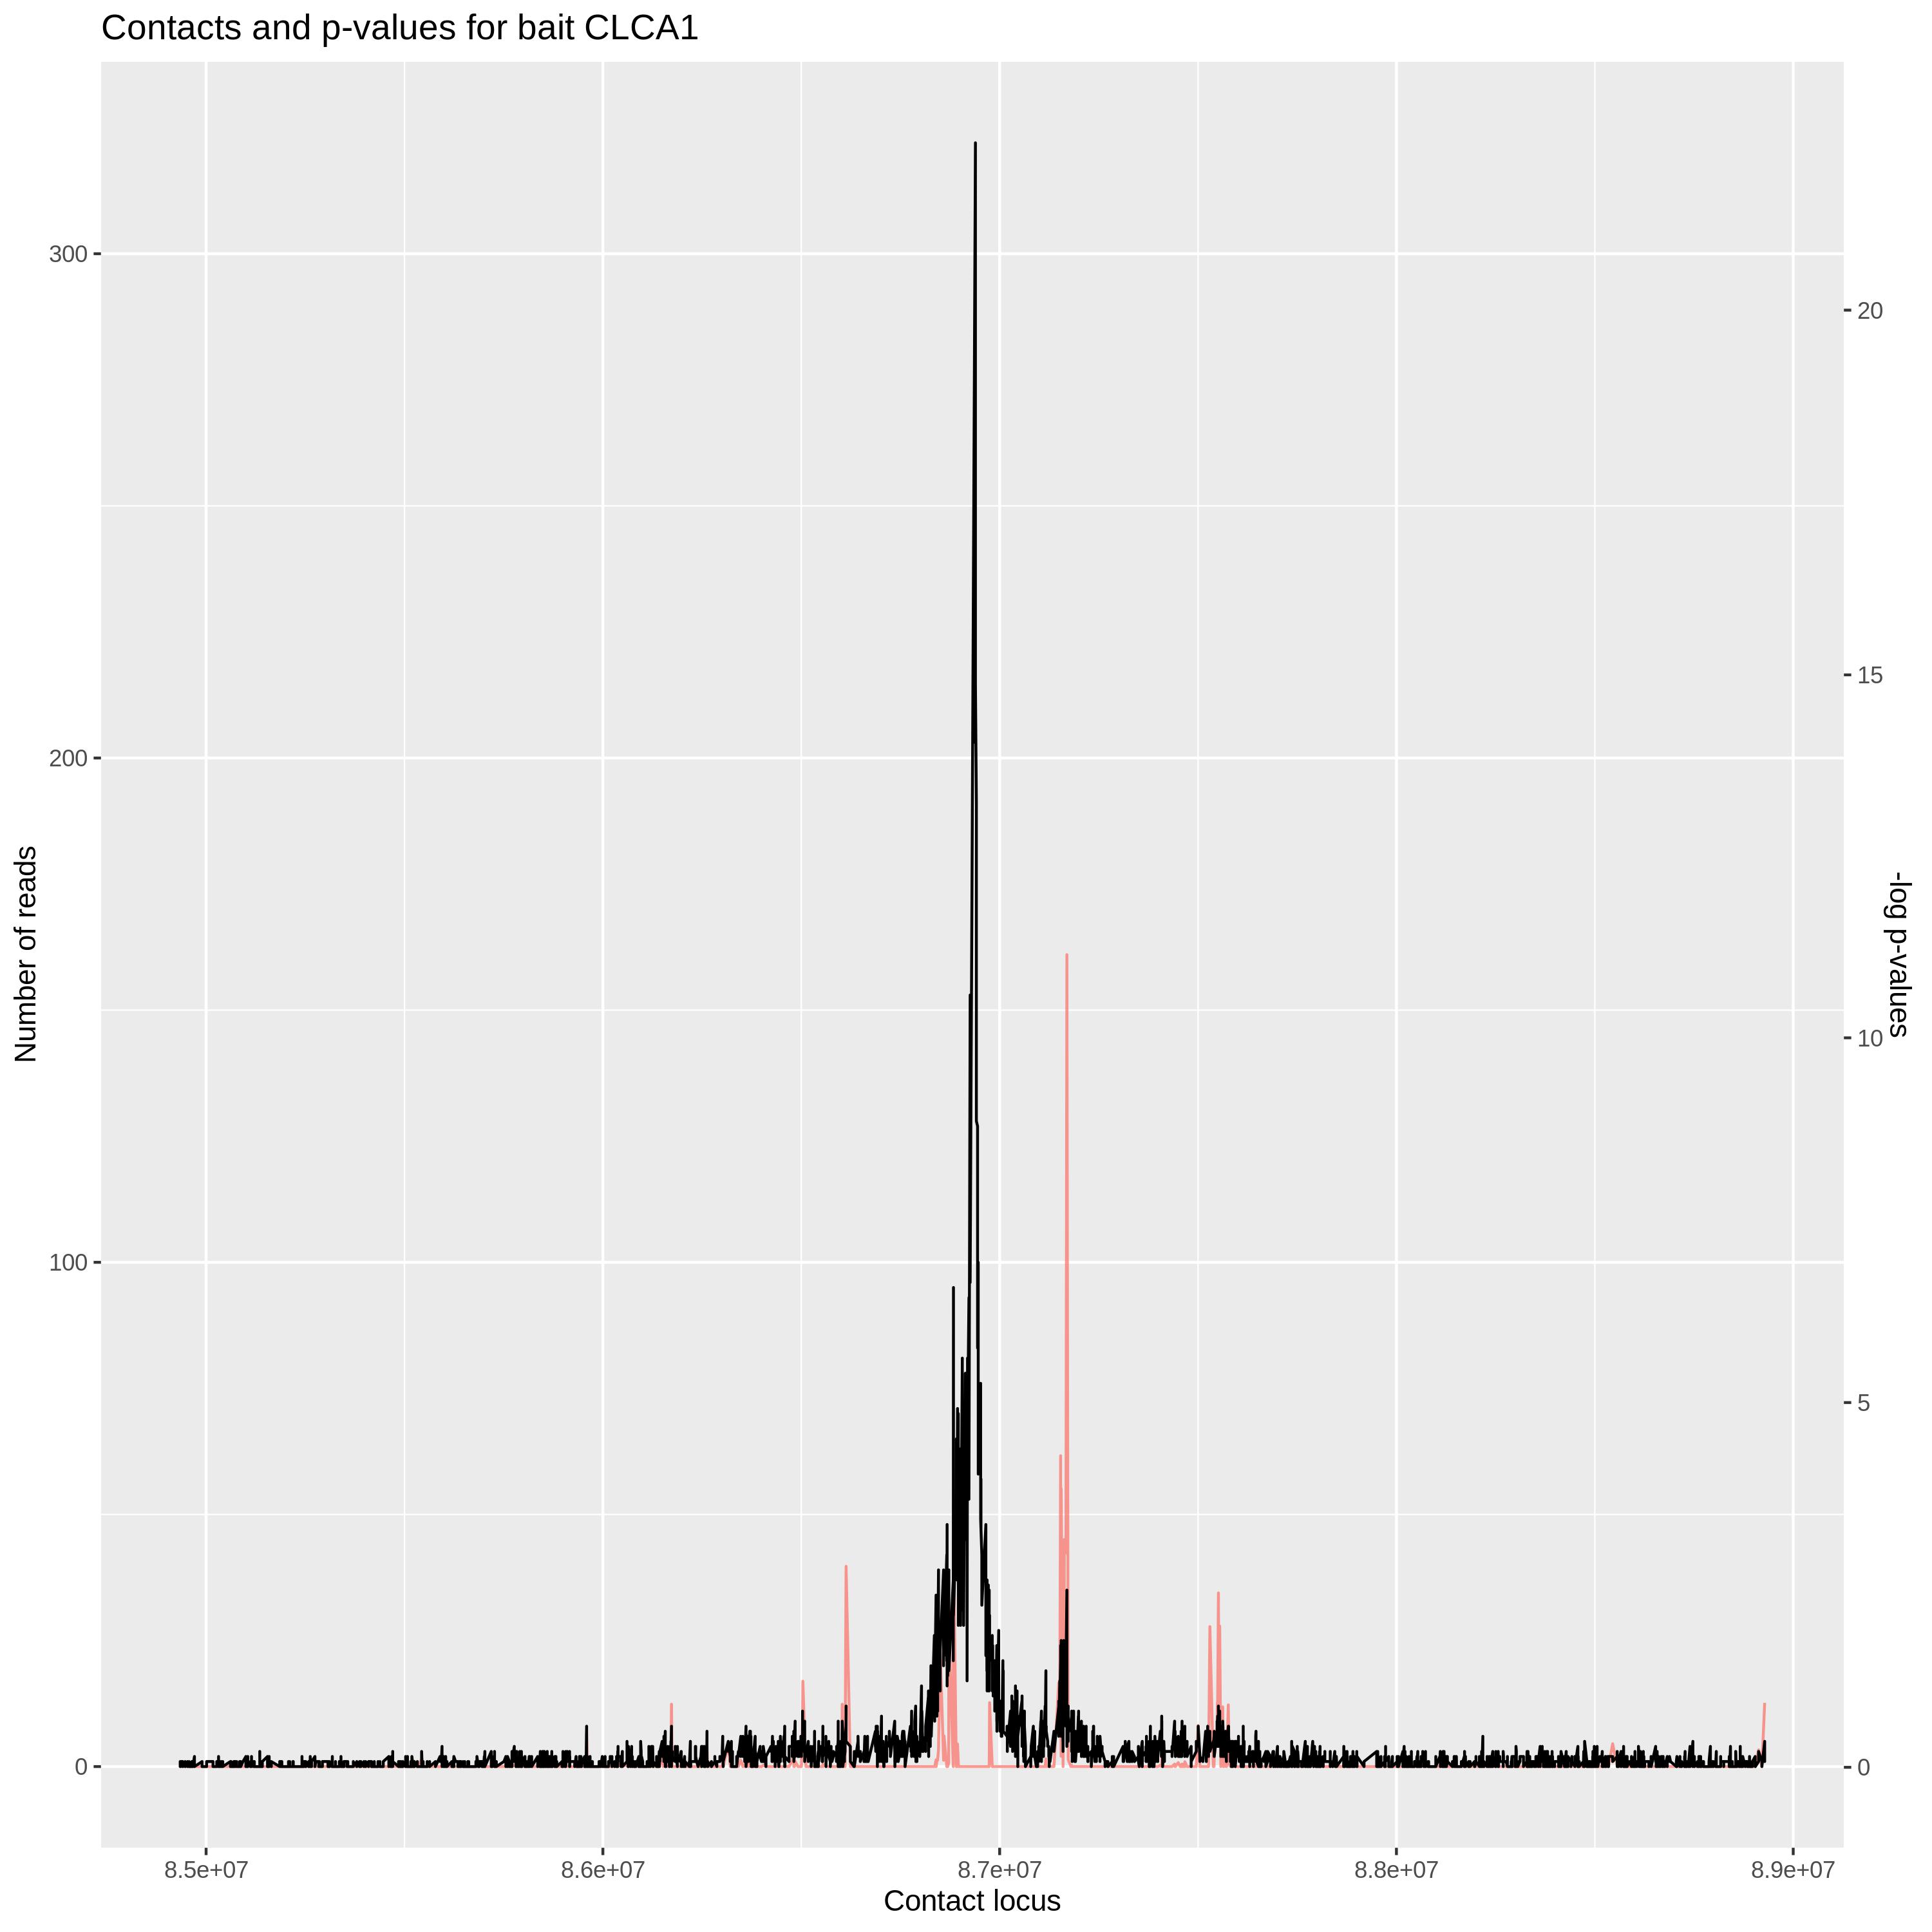 Contacts and p-values for bait CLCA1
300
200
100
0
Number of reads
20
15
10
5
0
-log p-values
8.5e+07 8.6e+07 8.7e+07 8.8e+07 8.9e+07
Contact locus